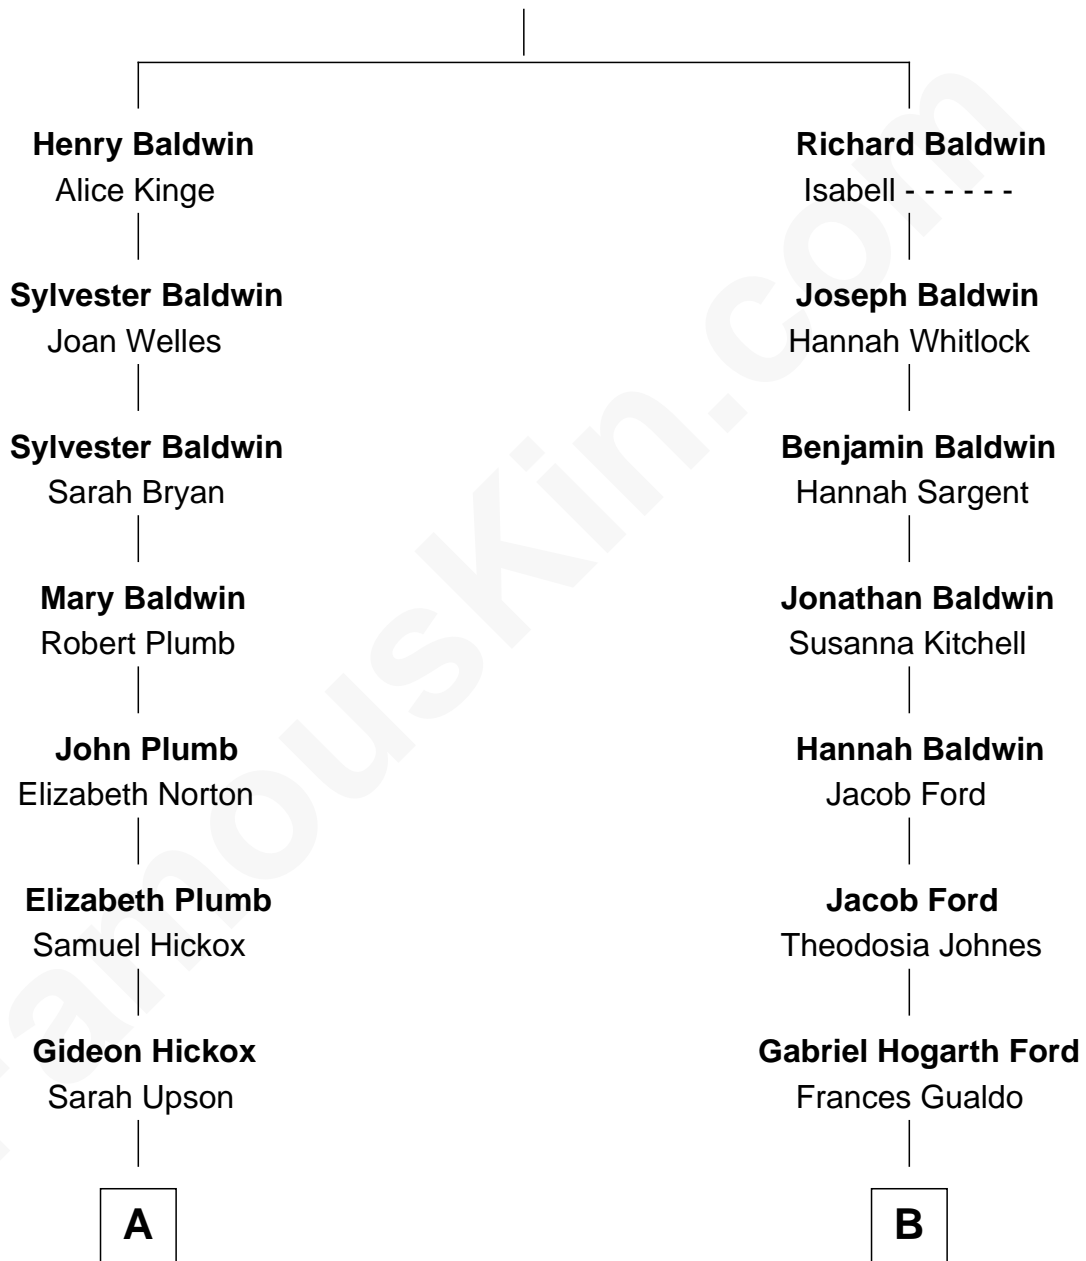 Henry Baldwin
Alice Kinge
Richard Baldwin
Isabell - - - - - -
Sylvester Baldwin
Joan Welles
Joseph Baldwin
Hannah Whitlock
Sylvester Baldwin
Sarah Bryan
Benjamin Baldwin
Hannah Sargent
Mary Baldwin
Robert Plumb
Jonathan Baldwin
Susanna Kitchell
John Plumb
Elizabeth Norton
Hannah Baldwin
Jacob Ford
Elizabeth Plumb
Samuel Hickox
Jacob Ford
Theodosia Johnes
Gideon Hickox
Sarah Upson
Gabriel Hogarth Ford
Frances Gualdo
A
B
FamousKin.com